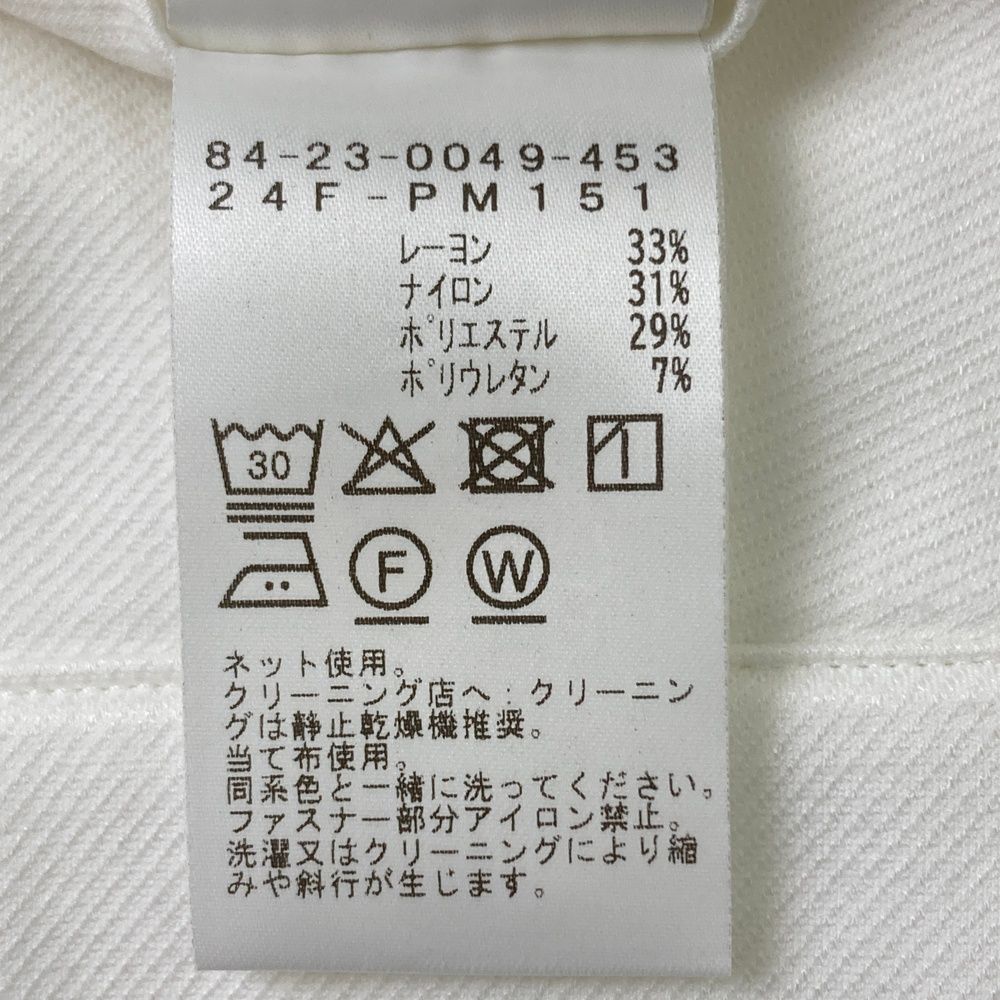 84-23-0049-453
24F-PM151
レーヨン 33%
ナイロン 31%
ポリエステル 29%
ポリウレタン 7%
30
F W
ネット使用。
クリーニング店へ：クリーニン
グは静止乾燥機推奨。
当て布使用。
同系色と一緒に洗ってください。
ファスナー部分アイロン禁止。
洗濯又はクリーニングにより縮
みや斜行が生じます。